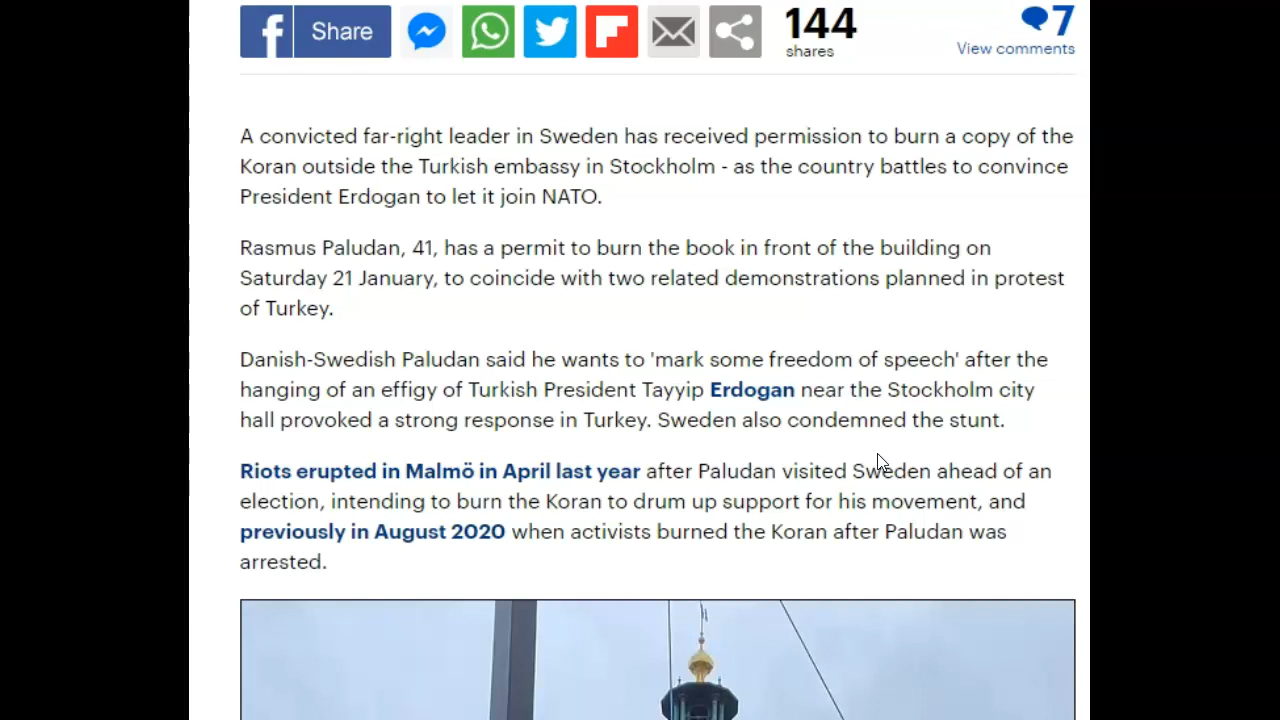 f Share 144 7
shares View comments
A convicted far-right leader in Sweden has received permission to burn a copy of the
Koran outside the Turkish embassy in Stockholm - as the country battles to convince
President Erdogan to let it join NATO.
Rasmus Paludan, 41, has a permit to burn the book in front of the building on
Saturday 21 January, to coincide with two related demonstrations planned in protest
of Turkey.
Danish-Swedish Paludan said he wants to 'mark some freedom of speech' after the
hanging of an effigy of Turkish President Tayyip Erdogan near the Stockholm city
hall provoked a strong response in Turkey. Sweden also condemned the stunt.
Riots erupted in Malmö in April last year after Paludan visited Sweden ahead of an
election, intending to burn the Koran to drum up support for his movement, and
previously in August 2020 when activists burned the Koran after Paludan was
arrested.